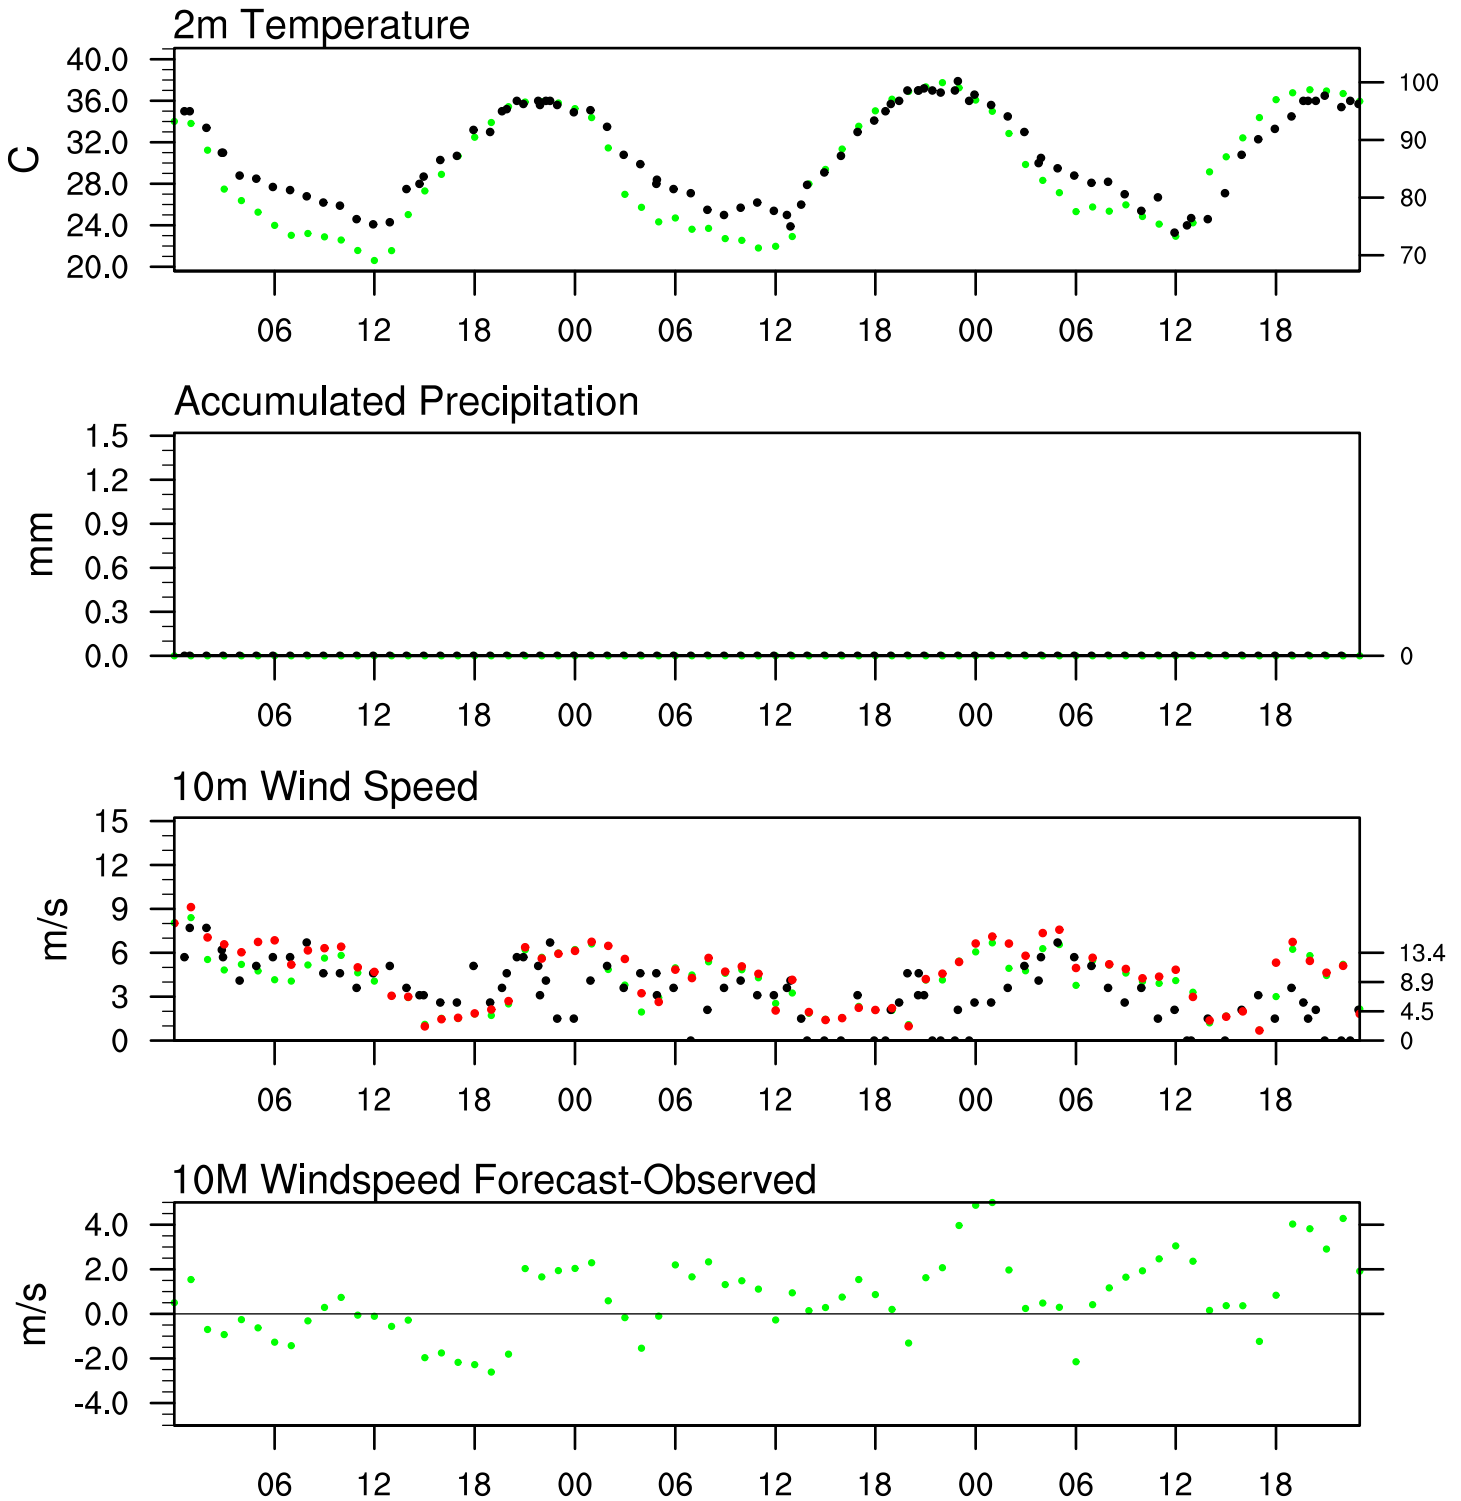 2m Temperature
40.0
36.0
32.0
28.0
24.0
20.0
C
100
90
80
70
06 12 18 00 06 12 18 00 06 12 18
Accumulated Precipitation
1.5
1.2
0.9
0.6
0.3
0.0
mm
0
06 12 18 00 06 12 18 00 06 12 18
10m Wind Speed
15
12
9
6
3
0
m/s
13.4
8.9
4.5
0
06 12 18 00 06 12 18 00 06 12 18
10M Windspeed Forecast-Observed
4.0
2.0
0.0
-2.0
-4.0
m/s
06 12 18 00 06 12 18 00 06 12 18